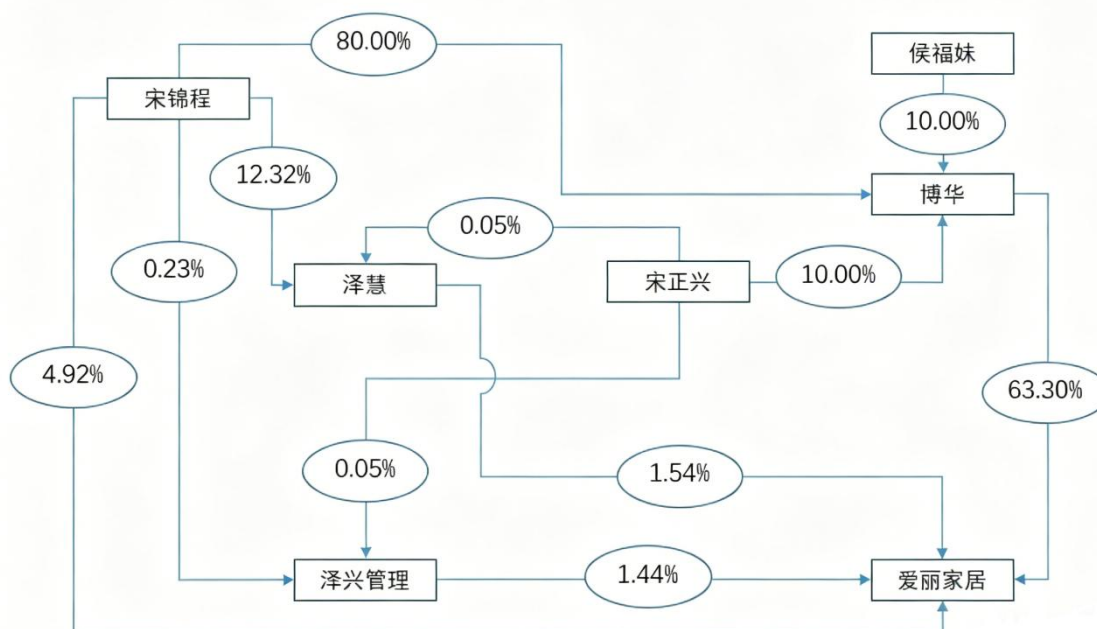 80.00%
侯福妹
宋锦程
10.00%
12.32%
博华
0.05%
0.23%
泽慧
宋正兴
10.00%
4.92%
63.30%
0.05%
1.54%
泽兴管理
1.44%
爱丽家居